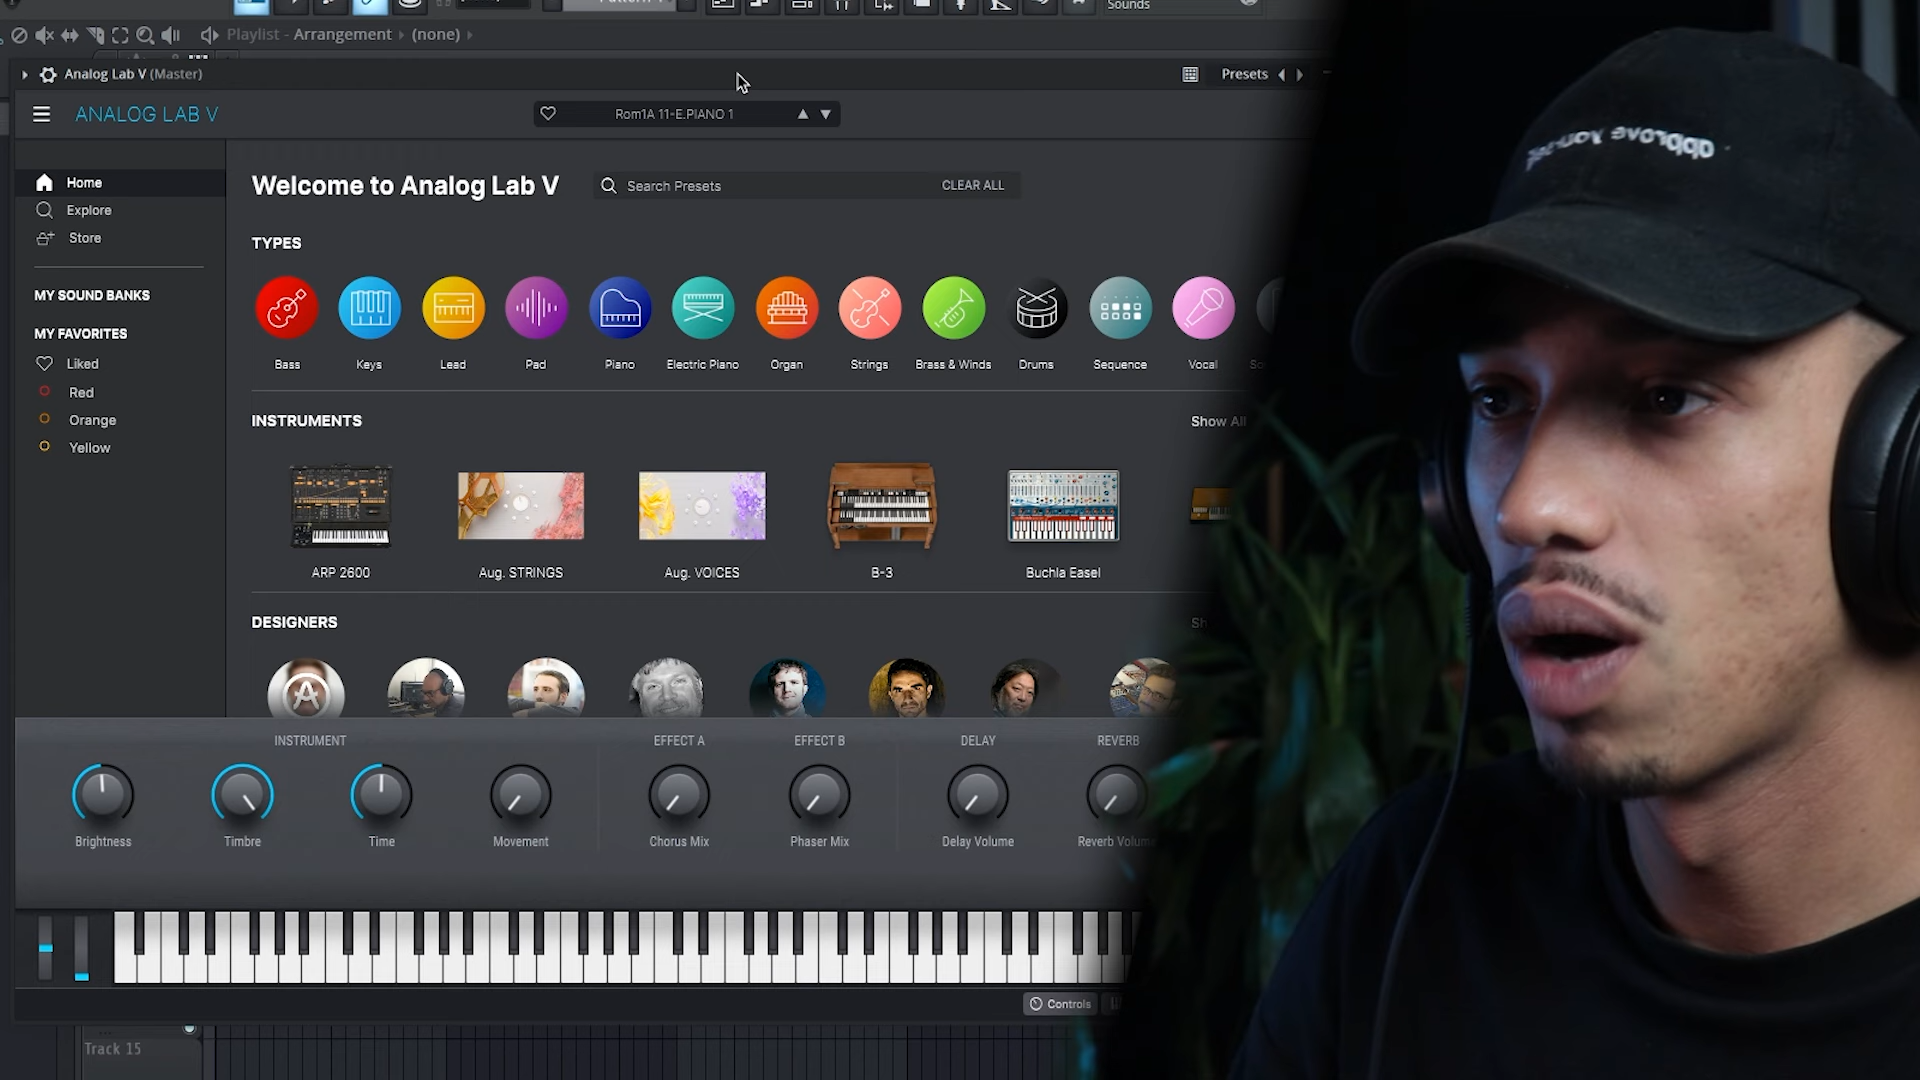 Sounds
Playlist - Arrangement › (none) ›
Analog Lab V (Master)
Presets
ANALOG LAB V
Rom1A 11-E.PIANO 1
Home
Explore
Store
MY SOUND BANKS
MY FAVORITES
Liked
Red
Orange
Yellow
Welcome to Analog Lab V
Search Presets
CLEAR ALL
TYPES
Bass
Keys
Lead
Pad
Piano
Electric Piano
Organ
Strings
Brass & Winds
Drums
Sequence
Vocal
INSTRUMENTS
Show All
ARP 2600
Aug. STRINGS
Aug. VOICES
B-3
Buchla Easel
DESIGNERS
INSTRUMENT
EFFECT A
EFFECT B
DELAY
REVERB
Brightness
Timbre
Time
Movement
Chorus Mix
Phaser Mix
Delay Volume
Reverb Volume
Controls
Track 15
approve